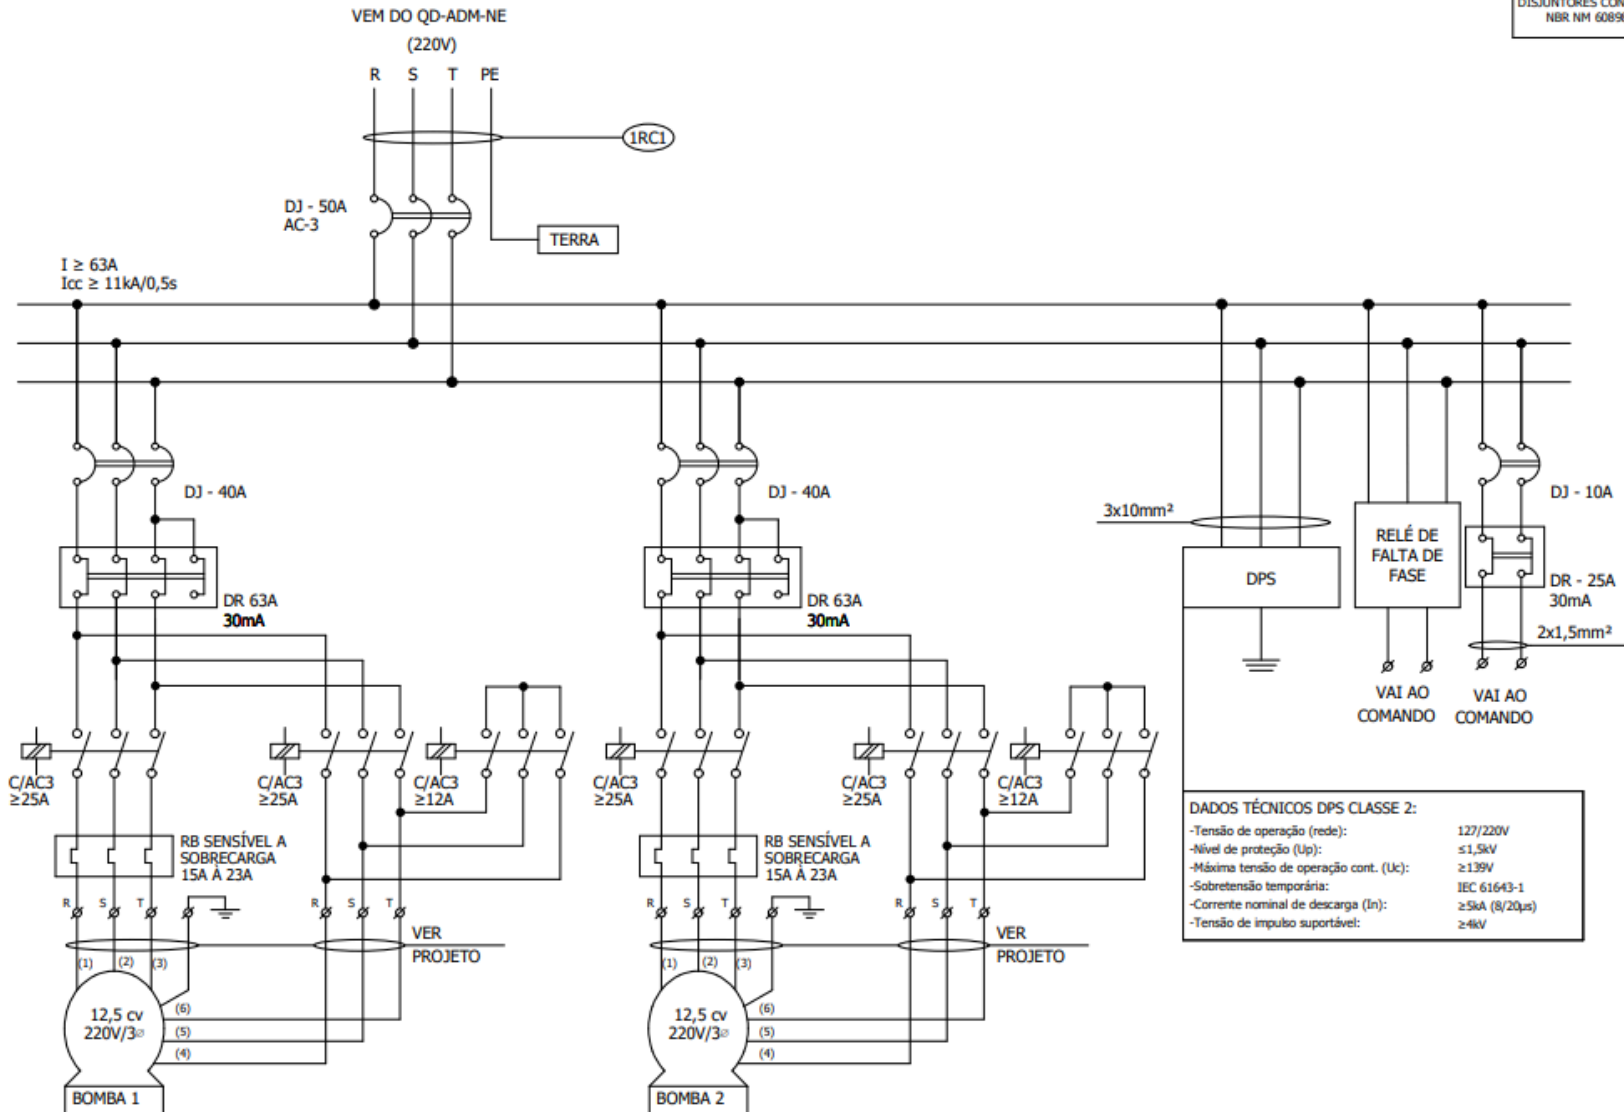 DISJUNTORES
NBR NM
VEM DO QD-ADM-NE
(220V)
R S T PE
1RC1
DJ - 50A
AC-3
TERRA
I ≥ 63A
Icc ≥ 11kA/0,5s
DJ - 40A
DJ - 40A
DJ - 10A
3x10mm²
RELÉ DE
FALTA DE
FASE
DPS
DR 63A
30mA
DR 63A
30mA
DR - 25A
30mA
2x1,5mm²
VAI AO
COMANDO
VAI AO
COMANDO
C/AC3
≥25A
C/AC3
≥25A
C/AC3
≥12A
C/AC3
≥25A
C/AC3
≥25A
C/AC3
≥12A
RB SENSÍVEL A
SOBRECARGA
15A À 23A
RB SENSÍVEL A
SOBRECARGA
15A À 23A
DADOS TÉCNICOS DPS CLASSE 2:
-Tensão de operação (rede): 127/220V
-Nível de proteção (Up): ≤1,5kV
-Máxima tensão de operação cont. (Uc): ≥139V
-Sobretensão temporária: IEC 61643-1
-Corrente nominal de descarga (In): ≥5kA (8/20μs)
-Tensão de impulso suportável: ≥4kV
R S T R S T
R S T R S T
VER
PROJETO
VER
PROJETO
(1) (2) (3)
(1) (2) (3)
12,5 cv
220V/3ø
(6)
(5)
(4)
12,5 cv
220V/3ø
(6)
(5)
(4)
BOMBA 1
BOMBA 2